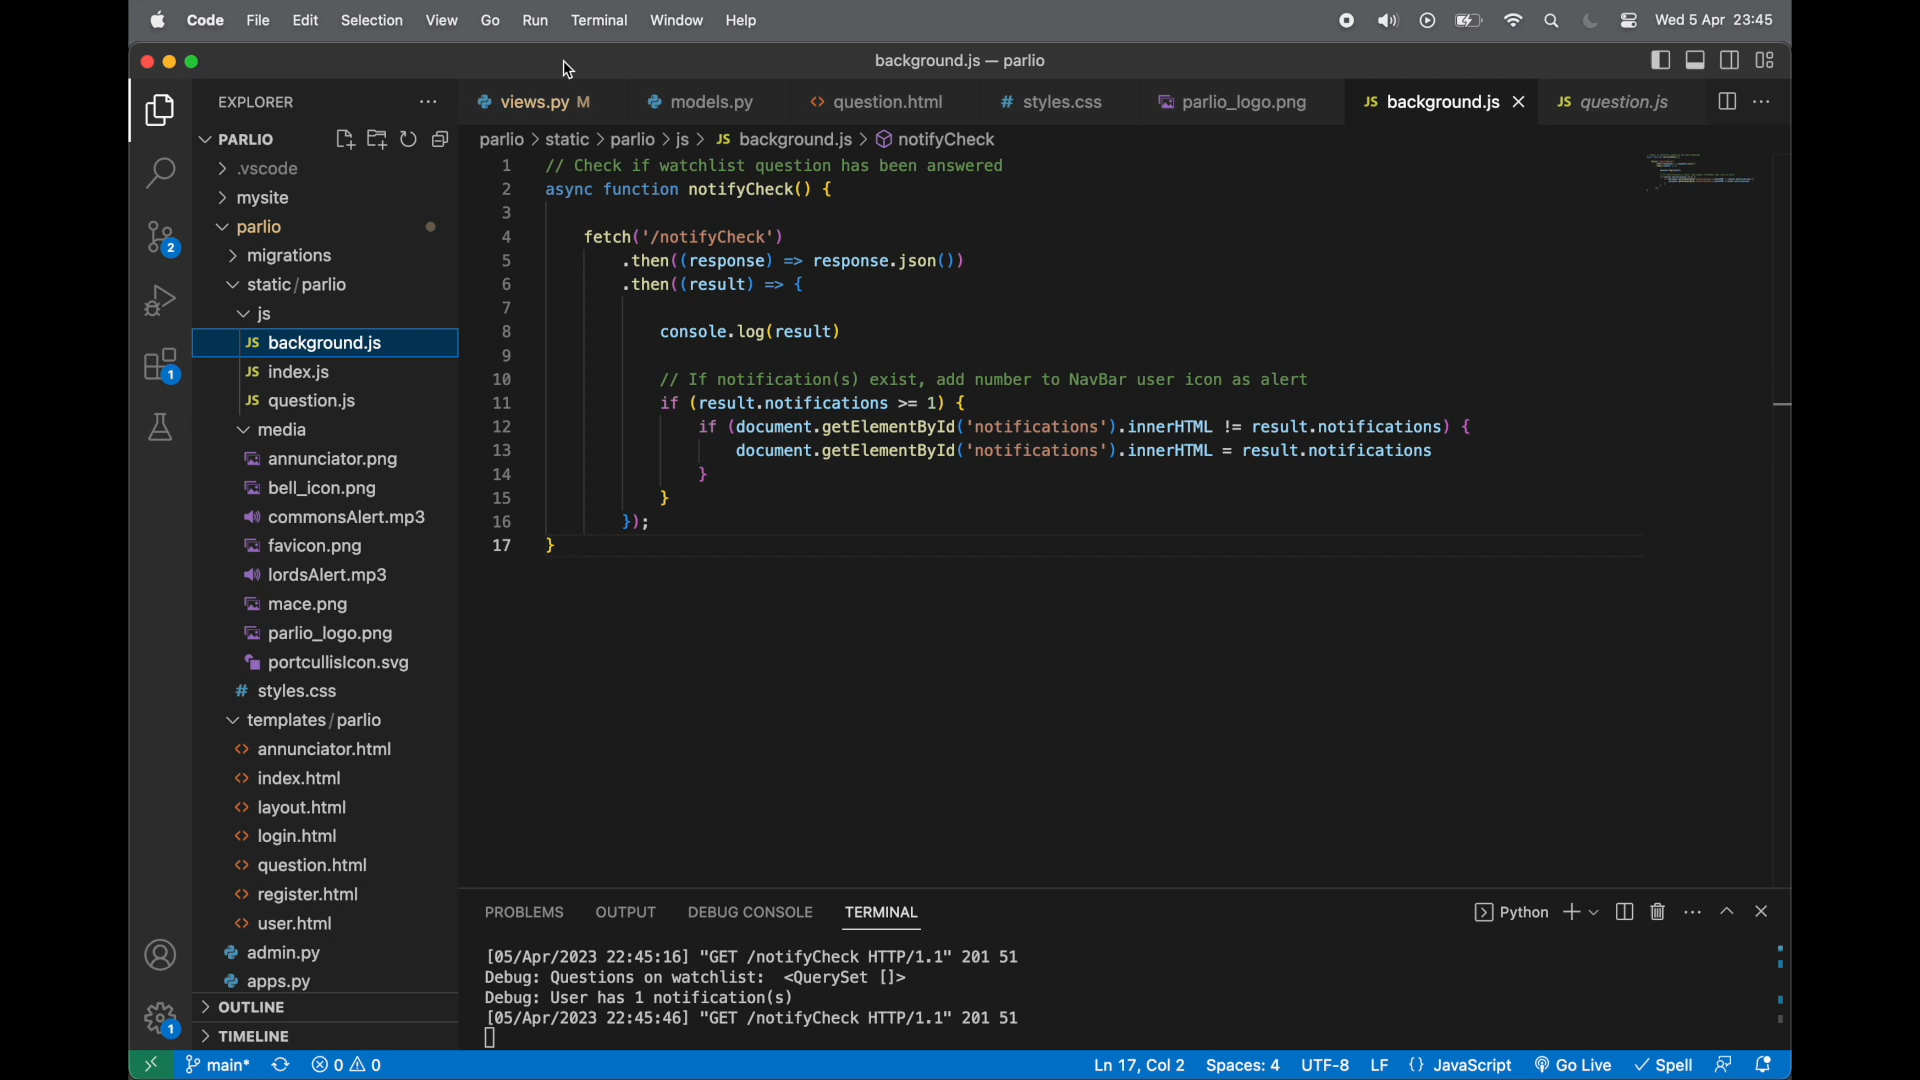 Code File Edit Selection View Go Run Terminal Window Help Wed 5 Apr 23:45
background.js — parlio
EXPLORER
views.py M models.py question.html styles.css parlio_logo.png background.js question.js
PARLIO
parlio > static > parlio > js > JS background.js > notifyCheck
.vscode
mysite
parlio
migrations
static/parlio
js
JS background.js
JS index.js
JS question.js
media
annunciator.png
bell_icon.png
commonsAlert.mp3
favicon.png
lordsAlert.mp3
mace.png
parlio_logo.png
portcullisIcon.svg
# styles.css
templates/parlio
<> annunciator.html
<> index.html
<> layout.html
<> login.html
<> question.html
<> register.html
<> user.html
admin.py
apps.py
OUTLINE
TIMELINE
2
1
1
1 // Check if watchlist question has been answered
2 async function notifyCheck() {
3
4 fetch('/notifyCheck')
5 .then((response) => response.json())
6 .then((result) => {
7
8 console.log(result)
9
10 // If notification(s) exist, add number to NavBar user icon as alert
11 if (result.notifications >= 1) {
12 if (document.getElementById('notifications').innerHTML != result.notifications) {
13 document.getElementById('notifications').innerHTML = result.notifications
14 }
15 }
16 });
17 }
PROBLEMS OUTPUT DEBUG CONSOLE TERMINAL Python
[05/Apr/2023 22:45:16] "GET /notifyCheck HTTP/1.1" 201 51
Debug: Questions on watchlist: <QuerySet []>
Debug: User has 1 notification(s)
[05/Apr/2023 22:45:46] "GET /notifyCheck HTTP/1.1" 201 51
main* 0 0 Ln 17, Col 2 Spaces: 4 UTF-8 LF {} JavaScript Go Live Spell